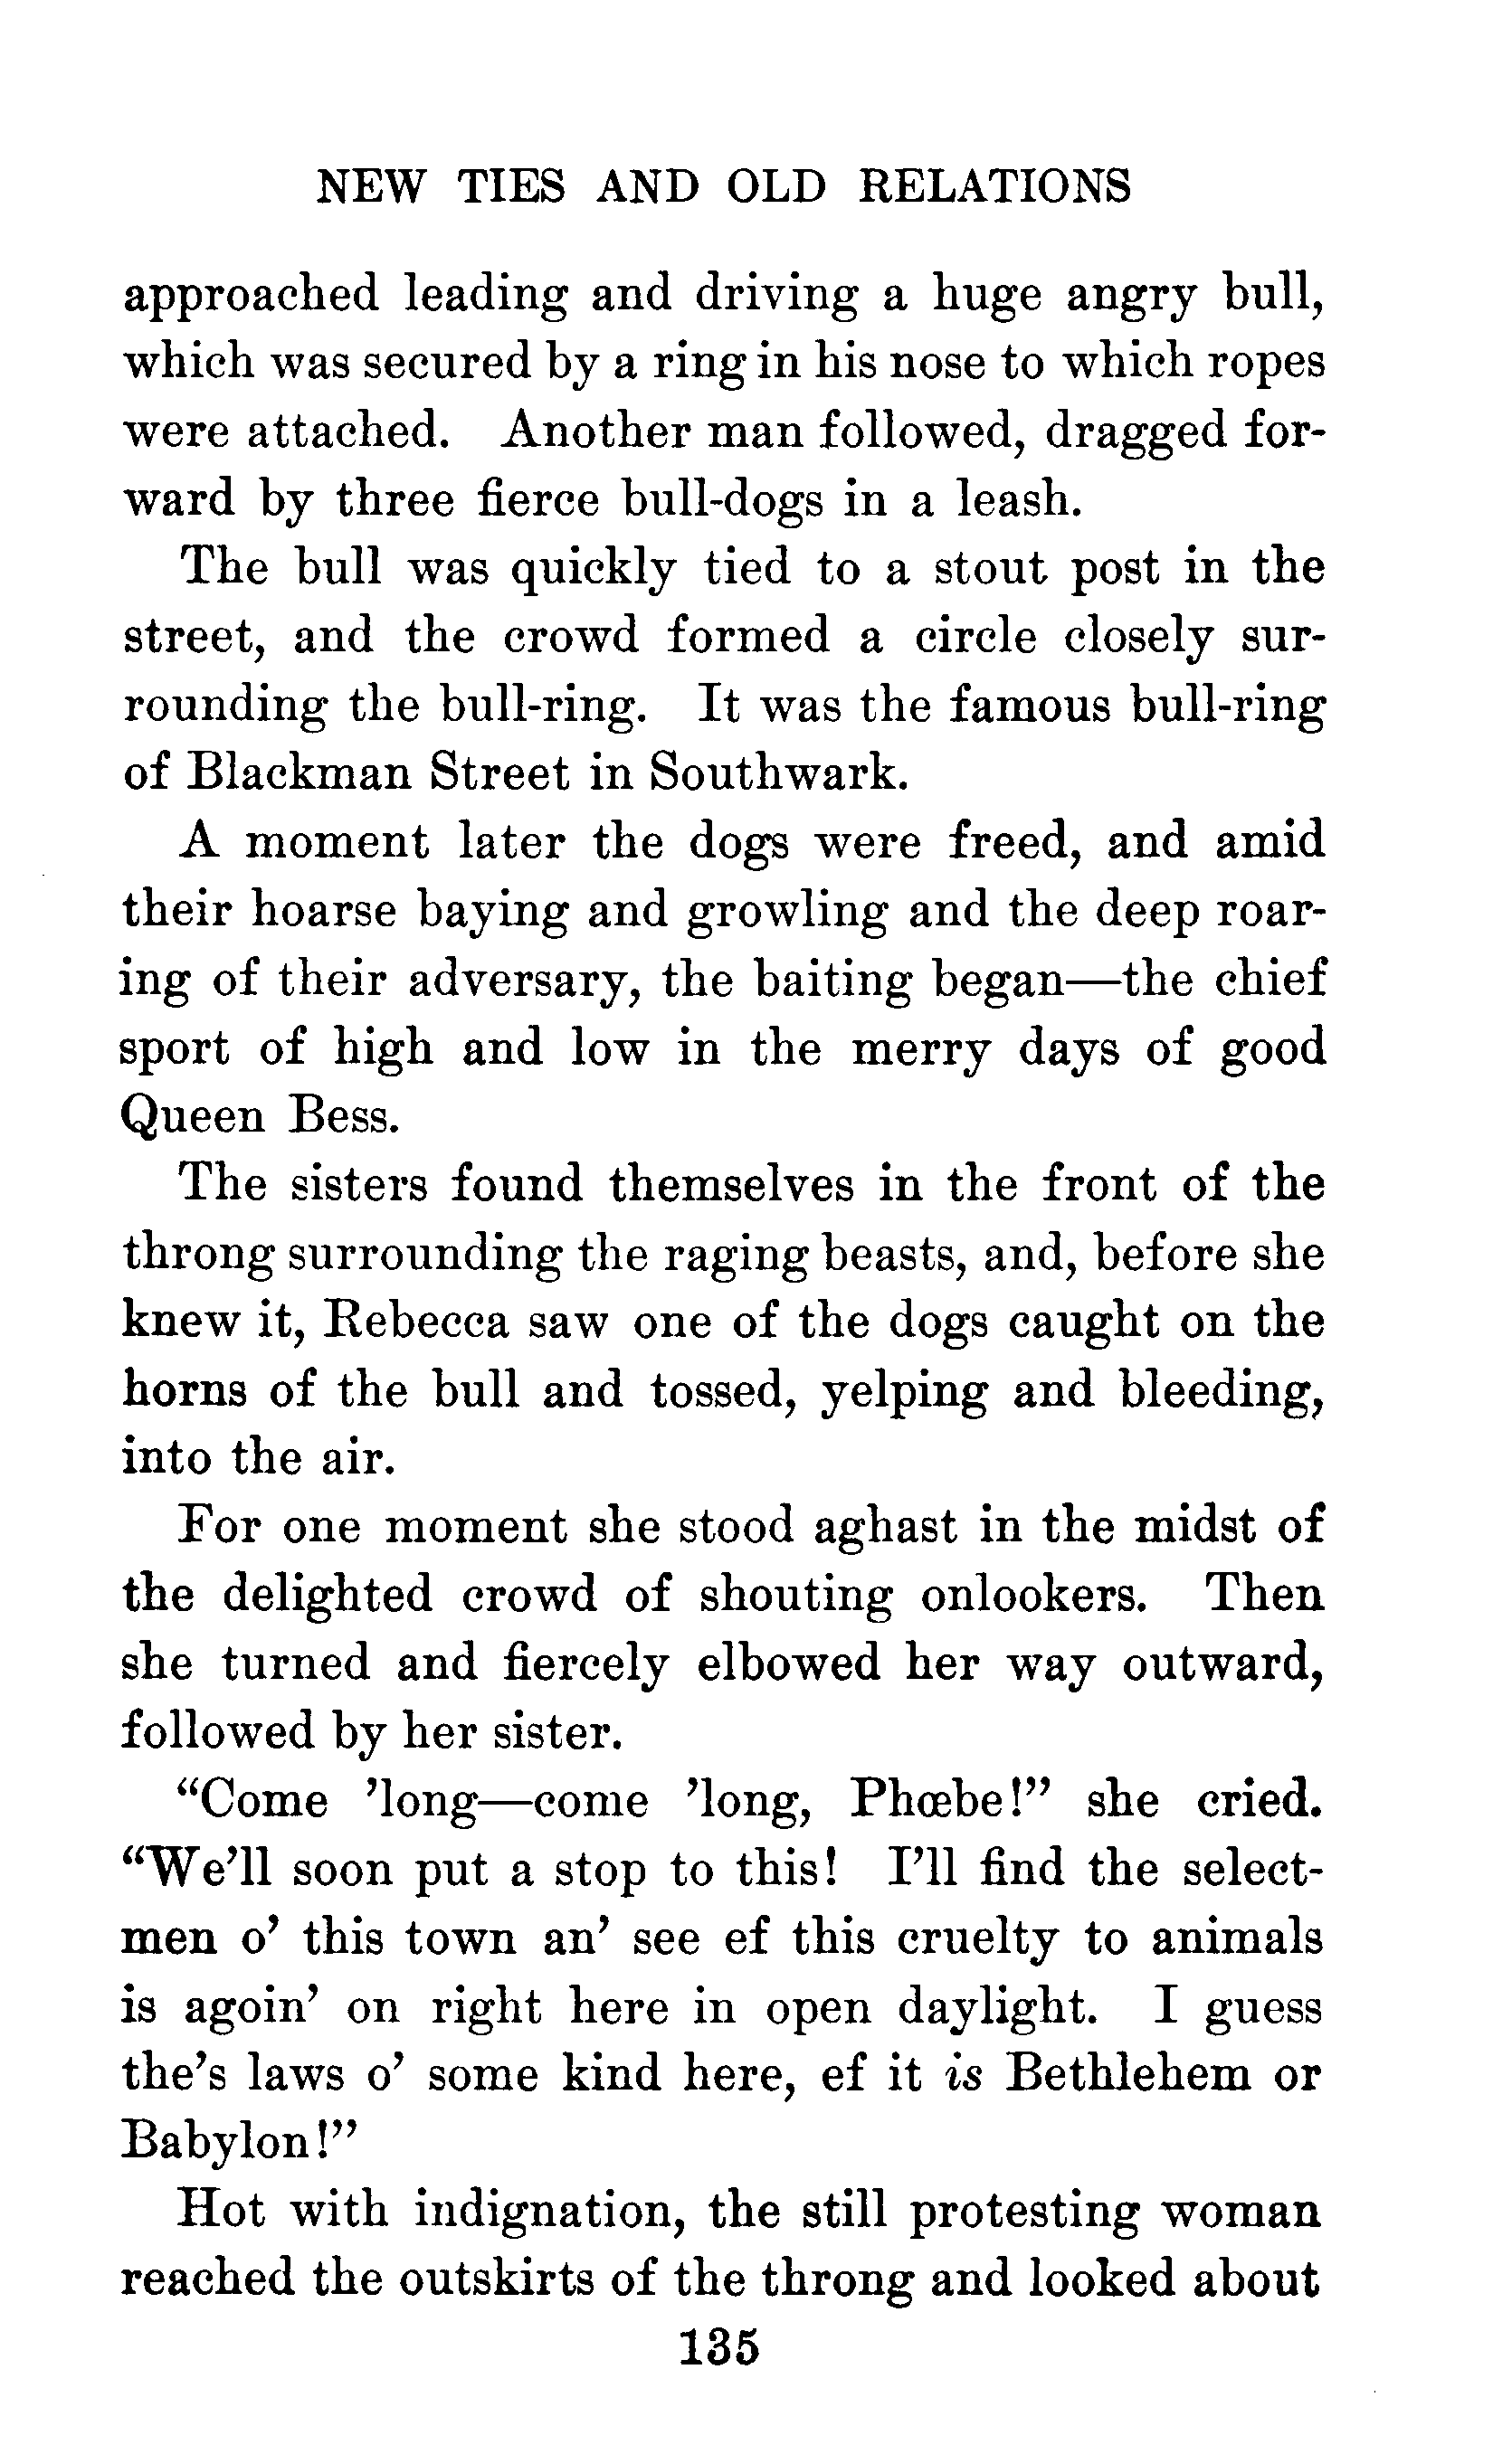 NEW TIES AND OLD RELATIONS
approached leading and driving a huge angry bull,
which was secured by a ring in his nose to which ropes
were attached. Another man followed, dragged for-
ward by three fierce bull-dogs in a leash.
The bull was quickly tied to a stout post in the
street, and the crowd formed a circle closely sur-
rounding the bull-ring. It was the famous bull-ring
of Blackman Street in Southwark.
A moment later the dogs were freed, and amid
their hoarse baying and growling and the deep roar-
ing of their adversary, the baiting began—the chief
sport of high and low in the merry days of good
Queen Bess.
The sisters found themselves in the front of the
throng surrounding the raging beasts, and, before she
knew it, Rebecca saw one of the dogs caught on the
horns of the bull and tossed, yelping and bleeding,
into the air.
For one moment she stood aghast in the midst of
the delighted crowd of shouting onlookers. Then
she turned and fiercely elbowed her way outward,
followed by her sister.
“Come ’long—come ’long, Phœbe!” she cried.
“We’ll soon put a stop to this! I’ll find the select-
men o’ this town an’ see ef this cruelty to animals
is agoin’ on right here in open daylight. I guess
the’s laws o’ some kind here, ef it is Bethlehem or
Babylon!”
Hot with indignation, the still protesting woman
reached the outskirts of the throng and looked about
135